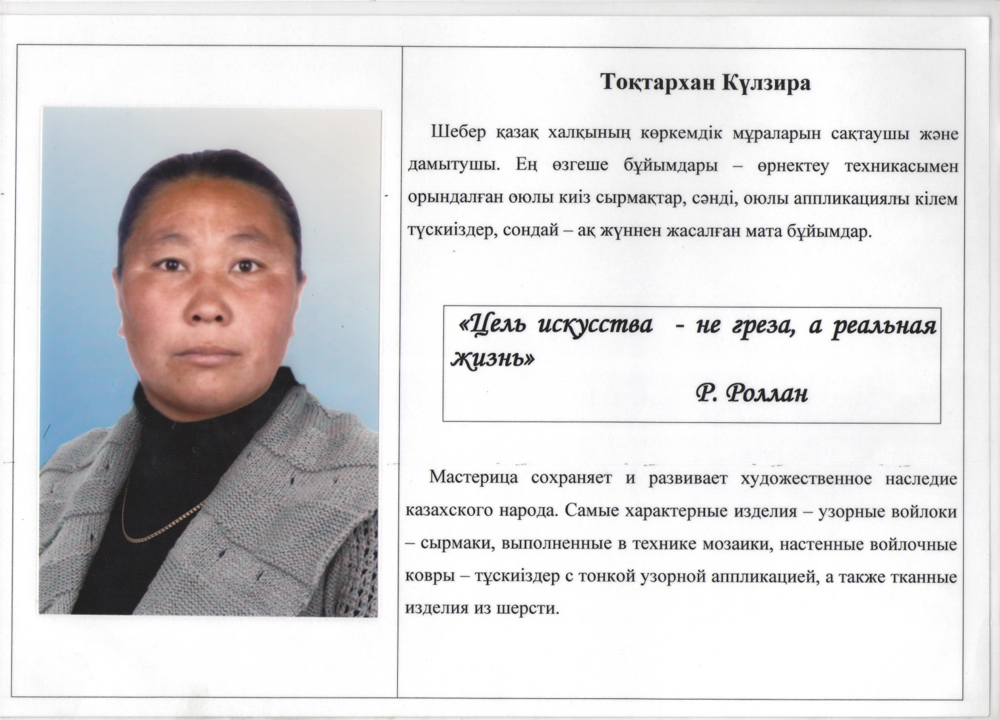 Тоқтархан Күлзира
Шебер қазақ халқының көркемдік мұраларын сақтаушы және
дамытушы. Ең өзгеше бұйымдары – өрнектеу техникасымен
орындалған оюлы киіз сырмақтар, сәнді, оюлы аппликациялы кілем
түскиіздер, сондай – ақ жүннен жасалған мата бұйымдар.
«Цель искусства - не греза, а реальная
жизнь»
Р. Роллан
Мастерица сохраняет и развивает художественное наследие
казахского народа. Самые характерные изделия – узорные войлоки
– сырмаки, выполненные в технике мозаики, настенные войлочные
ковры – тұскиіздер с тонкой узорной аппликацией, а также тканные
изделия из шерсти.